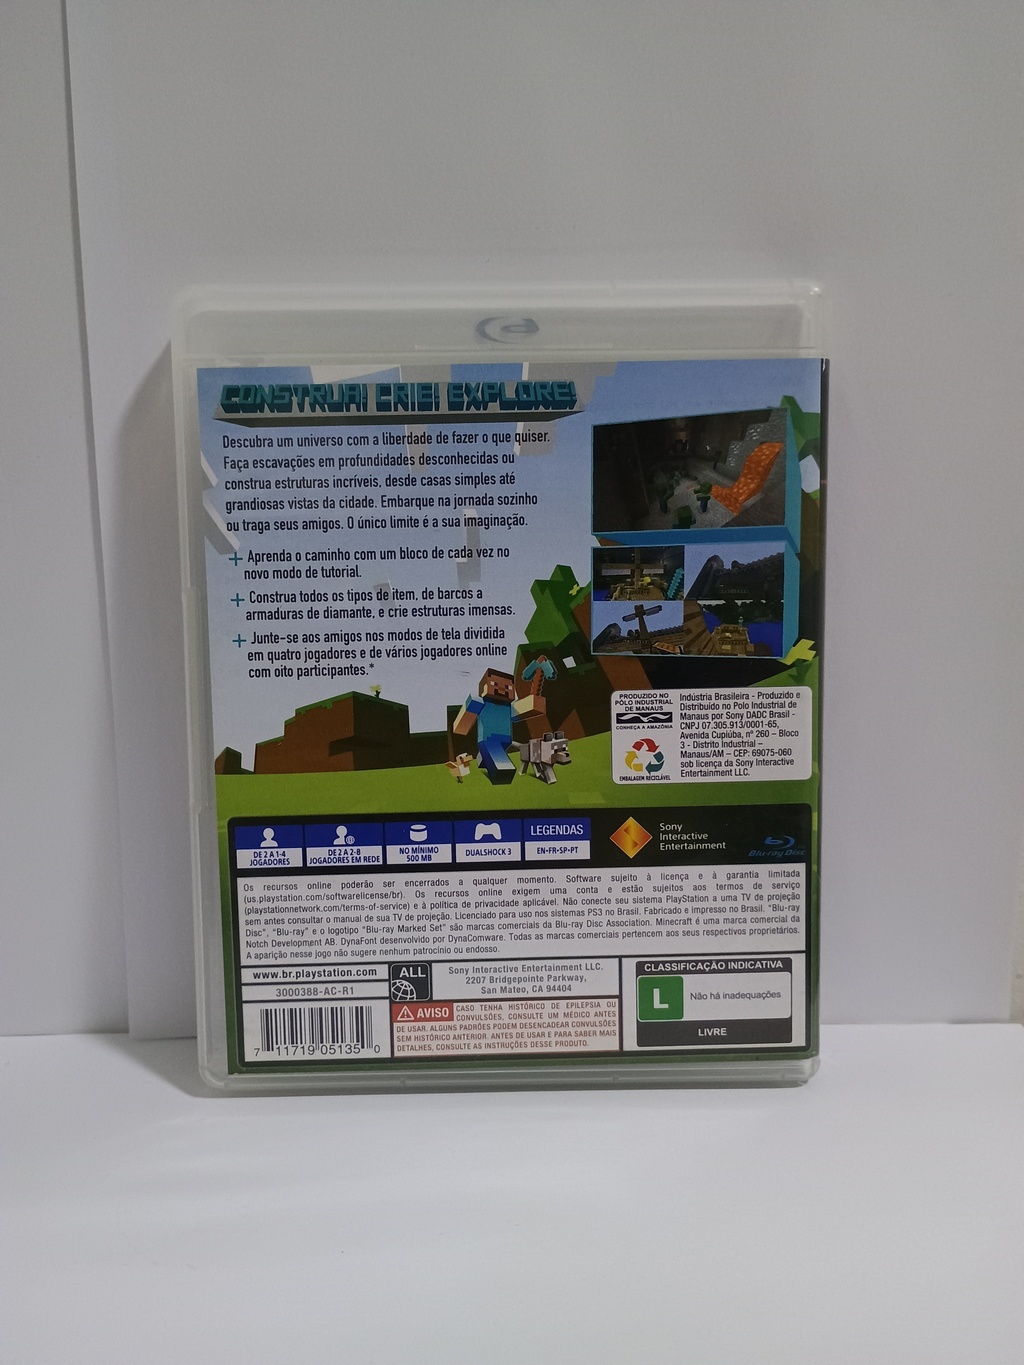 CONSTRUA! CRIE! EXPLORE!
Descubra um universo com a liberdade de fazer o que quiser.
Faça escavações em profundidades desconhecidas ou
construa estruturas incríveis, desde casas simples até
grandiosas vistas da cidade. Embarque na jornada sozinho
ou traga seus amigos. O único limite é a sua imaginação.
+ Aprenda o caminho com um bloco de cada vez no
novo modo de tutorial.
+ Construa todos os tipos de item, de barcos a
armaduras de diamante, e crie estruturas imensas.
+ Junte-se aos amigos nos modos de tela dividida
em quatro jogadores e de vários jogadores online
com oito participantes.*
PRODUZIDO NO
PÓLO INDUSTRIAL
DE MANAUS
CONHEÇA A AMAZÔNIA
EMBALAGEM RECICLÁVEL
Indústria Brasileira - Produzido e
Distribuído no Pólo Industrial de
Manaus por Sony DADC Brasil -
CNPJ 07.305.913/0001-65,
Avenida Cupiúba, nº 260 – Bloco
3 - Distrito Industrial –
Manaus/AM – CEP: 69075-060
sob licença da Sony Interactive
Entertainment LLC.
DE 2 A 1-4
JOGADORES
DE 2 A 2-8
JOGADORES EM REDE
NO MÍNIMO
500 MB
DUALSHOCK 3
LEGENDAS
EN•FR•SP•PT
Sony
Interactive
Entertainment
Blu-ray Disc
Os recursos online poderão ser encerrados a qualquer momento. Software sujeito à licença e à garantia limitada
(us.playstation.com/softwarelicense/br). Os recursos online exigem uma conta e estão sujeitos aos termos de serviço
(playstationnetwork.com/terms-of-service) e à política de privacidade aplicável. Não conecte seu sistema PlayStation a uma TV de projeção
sem antes consultar o manual de sua TV de projeção. Licenciado para uso nos sistemas PS3 no Brasil. Fabricado e impresso no Brasil. "Blu-ray
Disc", "Blu-ray" e o logotipo "Blu-ray Marked Set" são marcas comerciais da Blu-ray Disc Association. Minecraft é uma marca comercial da
Notch Development AB. DynaFont desenvolvido por DynaComware. Todas as marcas comerciais pertencem aos seus respectivos proprietários.
A aparição nesse jogo não sugere nenhum patrocínio ou endosso.
www.br.playstation.com
3000388-AC-R1
7 11719 05135 0
ALL
Sony Interactive Entertainment LLC.
2207 Bridgepointe Parkway,
San Mateo, CA 94404
AVISO CASO TENHA HISTÓRICO DE EPILEPSIA OU
CONVULSÕES, CONSULTE UM MÉDICO ANTES
DE USAR. ALGUNS PADRÕES PODEM DESENCADEAR CONVULSÕES
SEM HISTÓRICO ANTERIOR. ANTES DE USAR E PARA SABER MAIS
DETALHES, CONSULTE AS INSTRUÇÕES DESSE PRODUTO.
CLASSIFICAÇÃO INDICATIVA
L
Não há inadequações
LIVRE